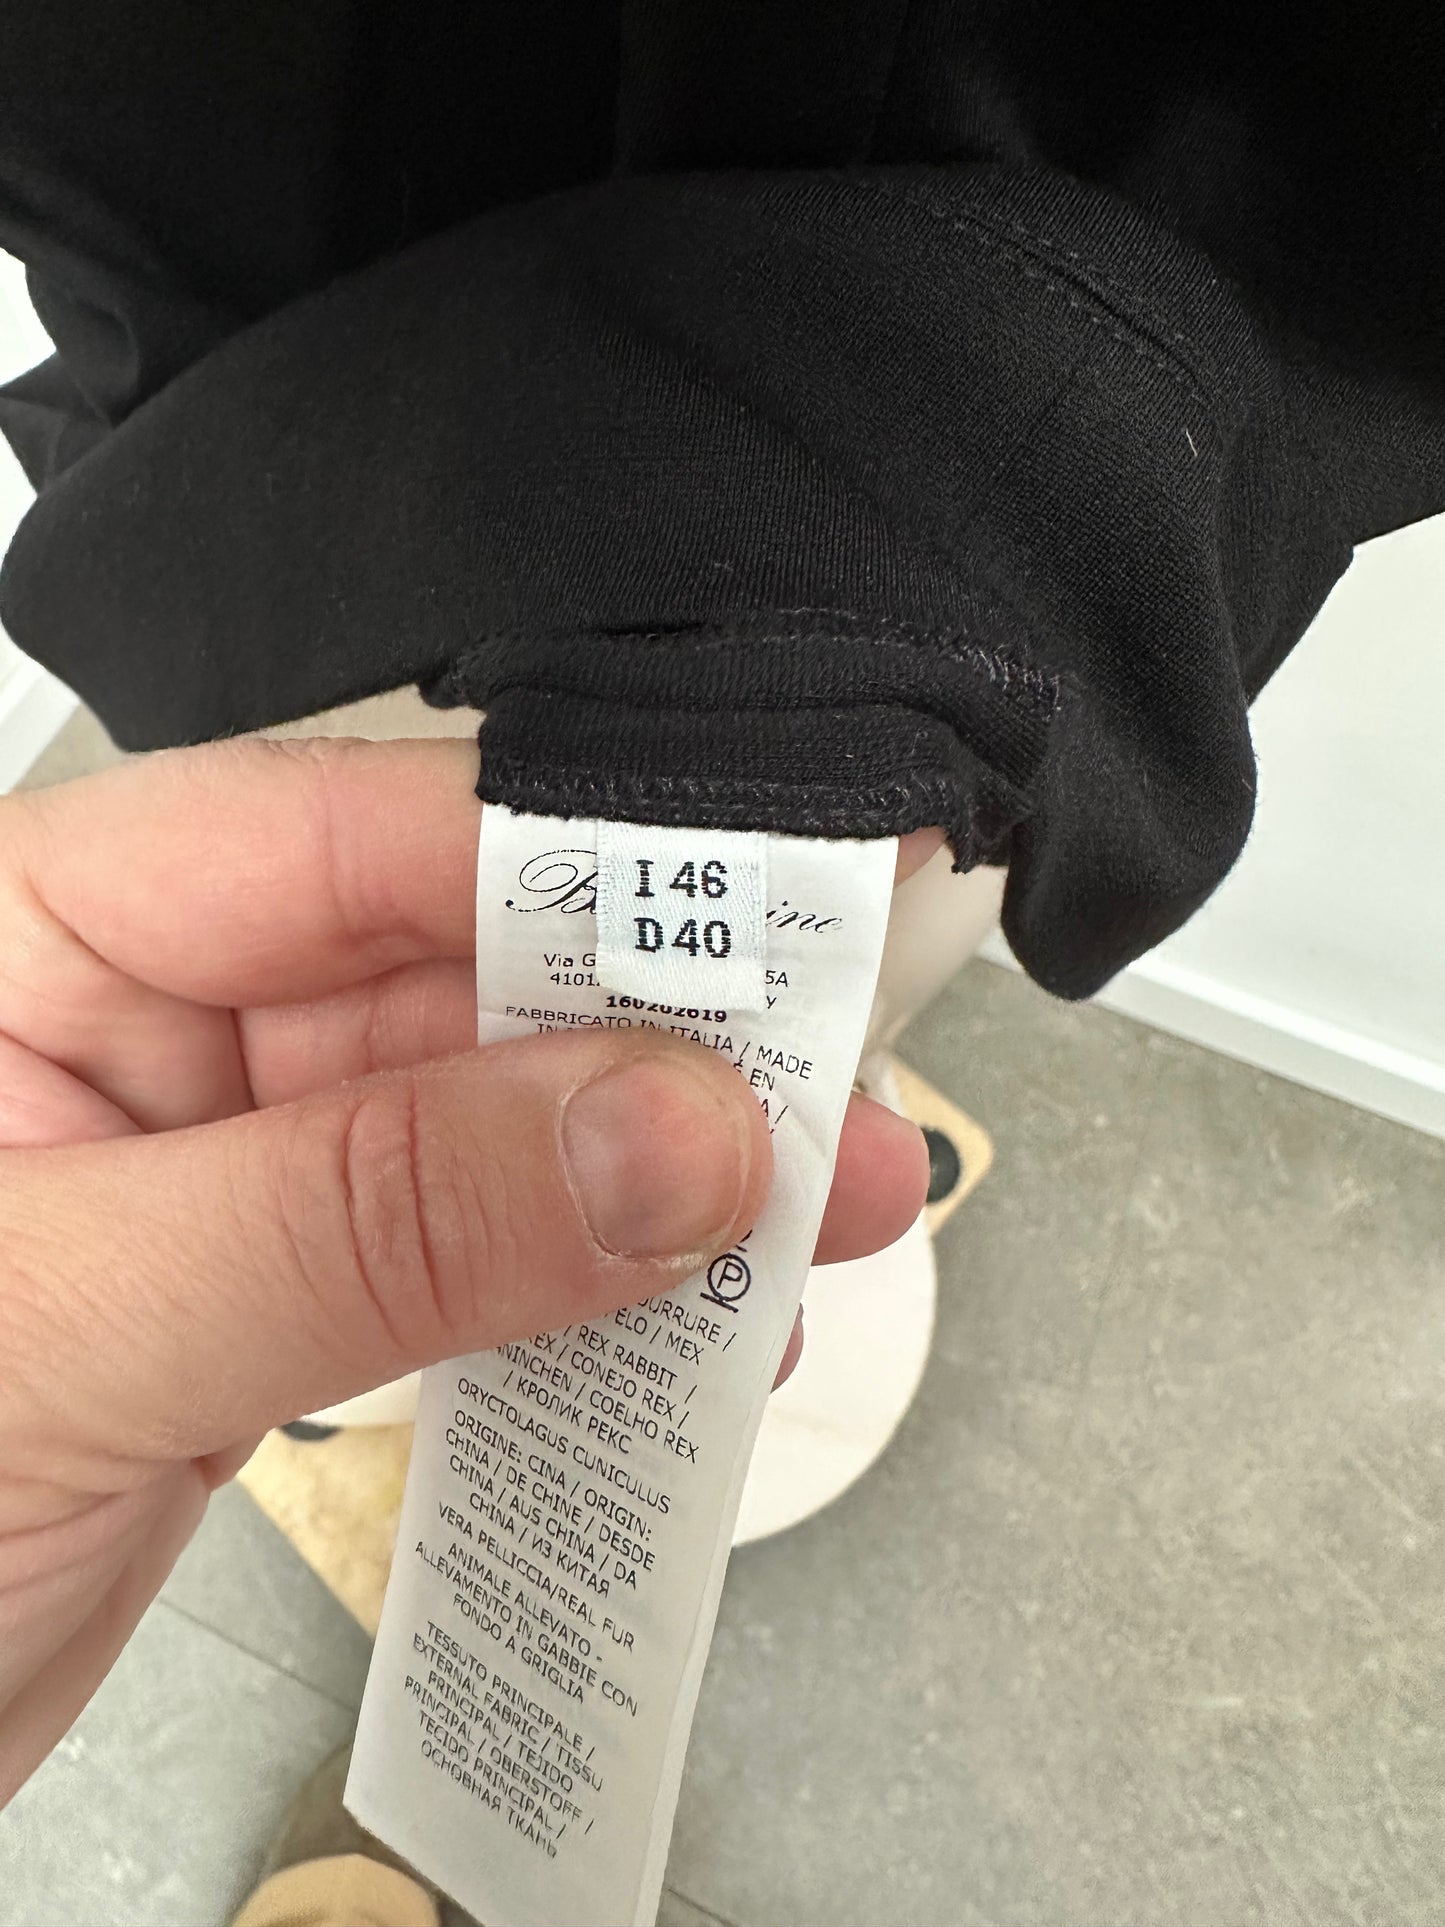 I 46
D 40
Via G
5A
160202619
FABBRICATO IN ITALIA / MADE
EN
A /
P
OURRURE /
ELO / MEX
/ REX RABBIT /
REX / CONEJO REX /
NINCHEN / COELHO REX
/ КРОЛИК РЕКС
ORYCTOLAGUS CUNICULUS
ORIGINE: CINA / ORIGIN:
CHINA / DE CHINE / DESDE
CHINA / AUS CHINA / DA
CHINA / ИЗ КИТАЯ
VERA PELLICCIA/REAL FUR
ANIMALE ALLEVATO -
ALLEVAMENTO IN GABBIE CON
FONDO A GRIGLIA
TESSUTO PRINCIPALE /
EXTERNAL FABRIC / TISSU
PRINCIPAL / TEJIDO
PRINCIPAL / OBERSTOFF /
TECIDO PRINCIPAL /
ОСНОВНАЯ ТКАНЬ